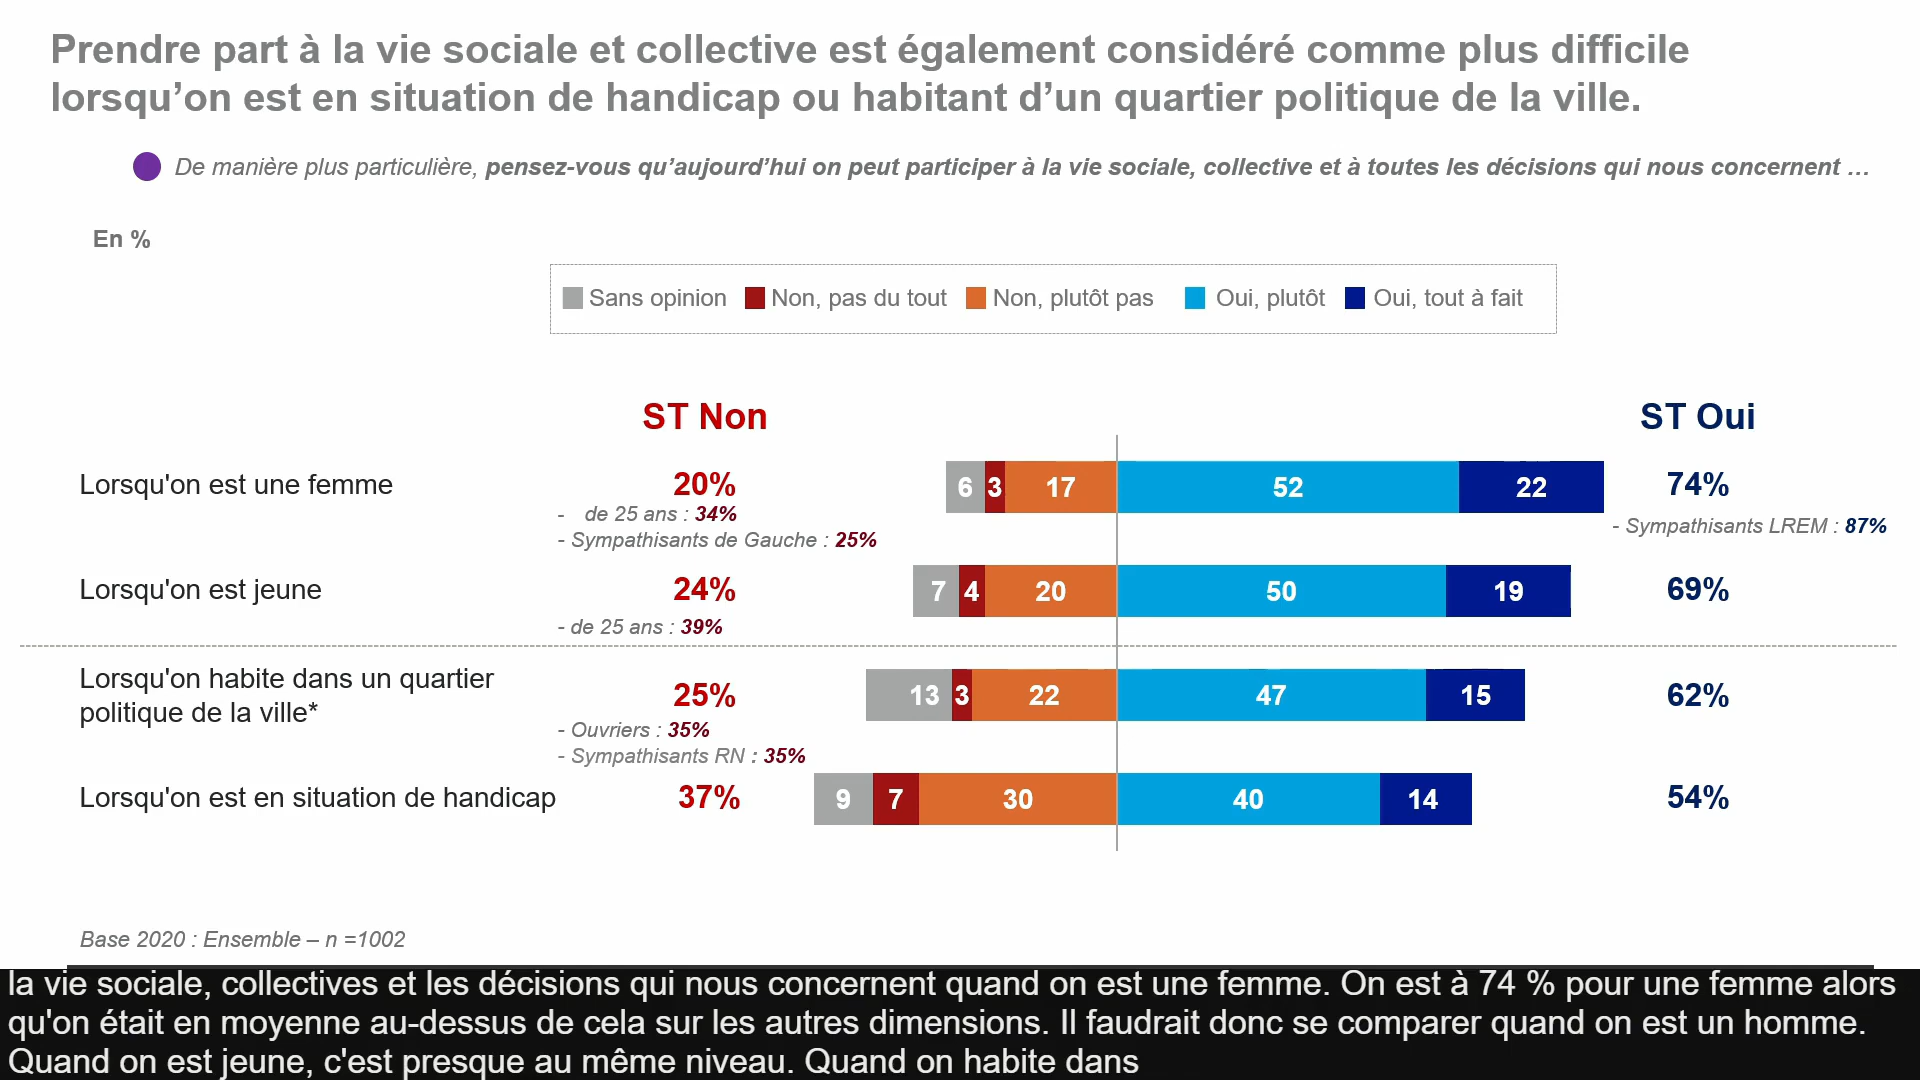 Prendre part à la vie sociale et collective est également considéré comme plus difficile
lorsqu’on est en situation de handicap ou habitant d’un quartier politique de la ville.
De manière plus particulière, pensez-vous qu’aujourd’hui on peut participer à la vie sociale, collective et à toutes les décisions qui nous concernent …
En %
Sans opinion Non, pas du tout Non, plutôt pas Oui, plutôt Oui, tout à fait
ST Non ST Oui
Lorsqu'on est une femme 20% 6 3 17 52 22 74%
- de 25 ans : 34%
- Sympathisants LREM : 87%
- Sympathisants de Gauche : 25%
Lorsqu'on est jeune 24% 7 4 20 50 19 69%
- de 25 ans : 39%
Lorsqu'on habite dans un quartier
politique de la ville* 25% 13 3 22 47 15 62%
- Ouvriers : 35%
- Sympathisants RN : 35%
Lorsqu'on est en situation de handicap 37% 9 7 30 40 14 54%
Base 2020 : Ensemble – n =1002
la vie sociale, collectives et les décisions qui nous concernent quand on est une femme. On est à 74 % pour une femme alors
qu'on était en moyenne au-dessus de cela sur les autres dimensions. Il faudrait donc se comparer quand on est un homme.
Quand on est jeune, c'est presque au même niveau. Quand on habite dans